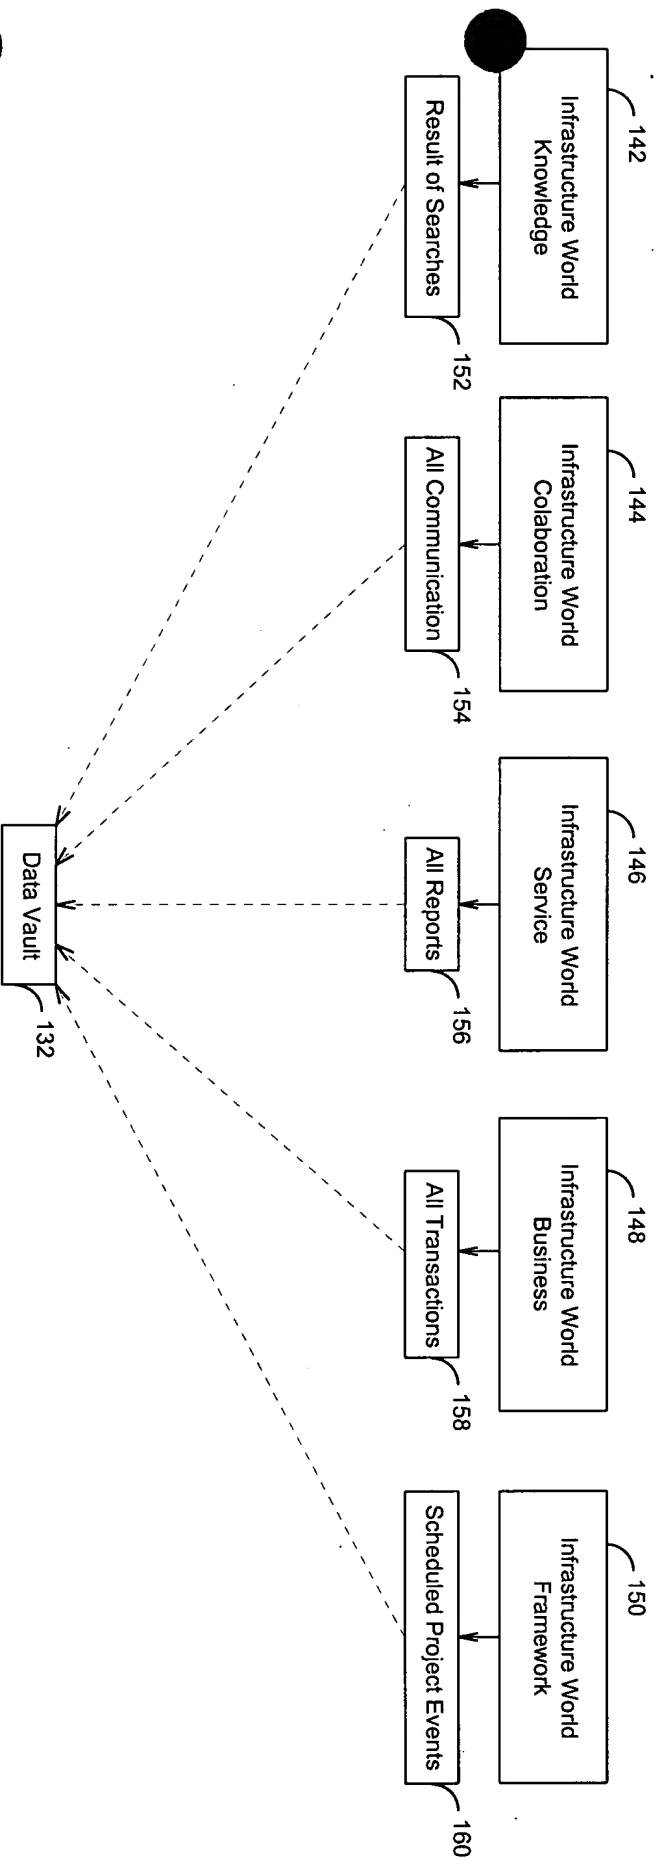 142
Infrastructure World
Knowledge
144
Infrastructure World
Colaboration
146
Infrastructure World
Service
148
Infrastructure World
Business
150
Infrastructure World
Framework
Result of Searches
152
All Communication
154
All Reports
156
All Transactions
158
Scheduled Project Events
160
Data Vault
132